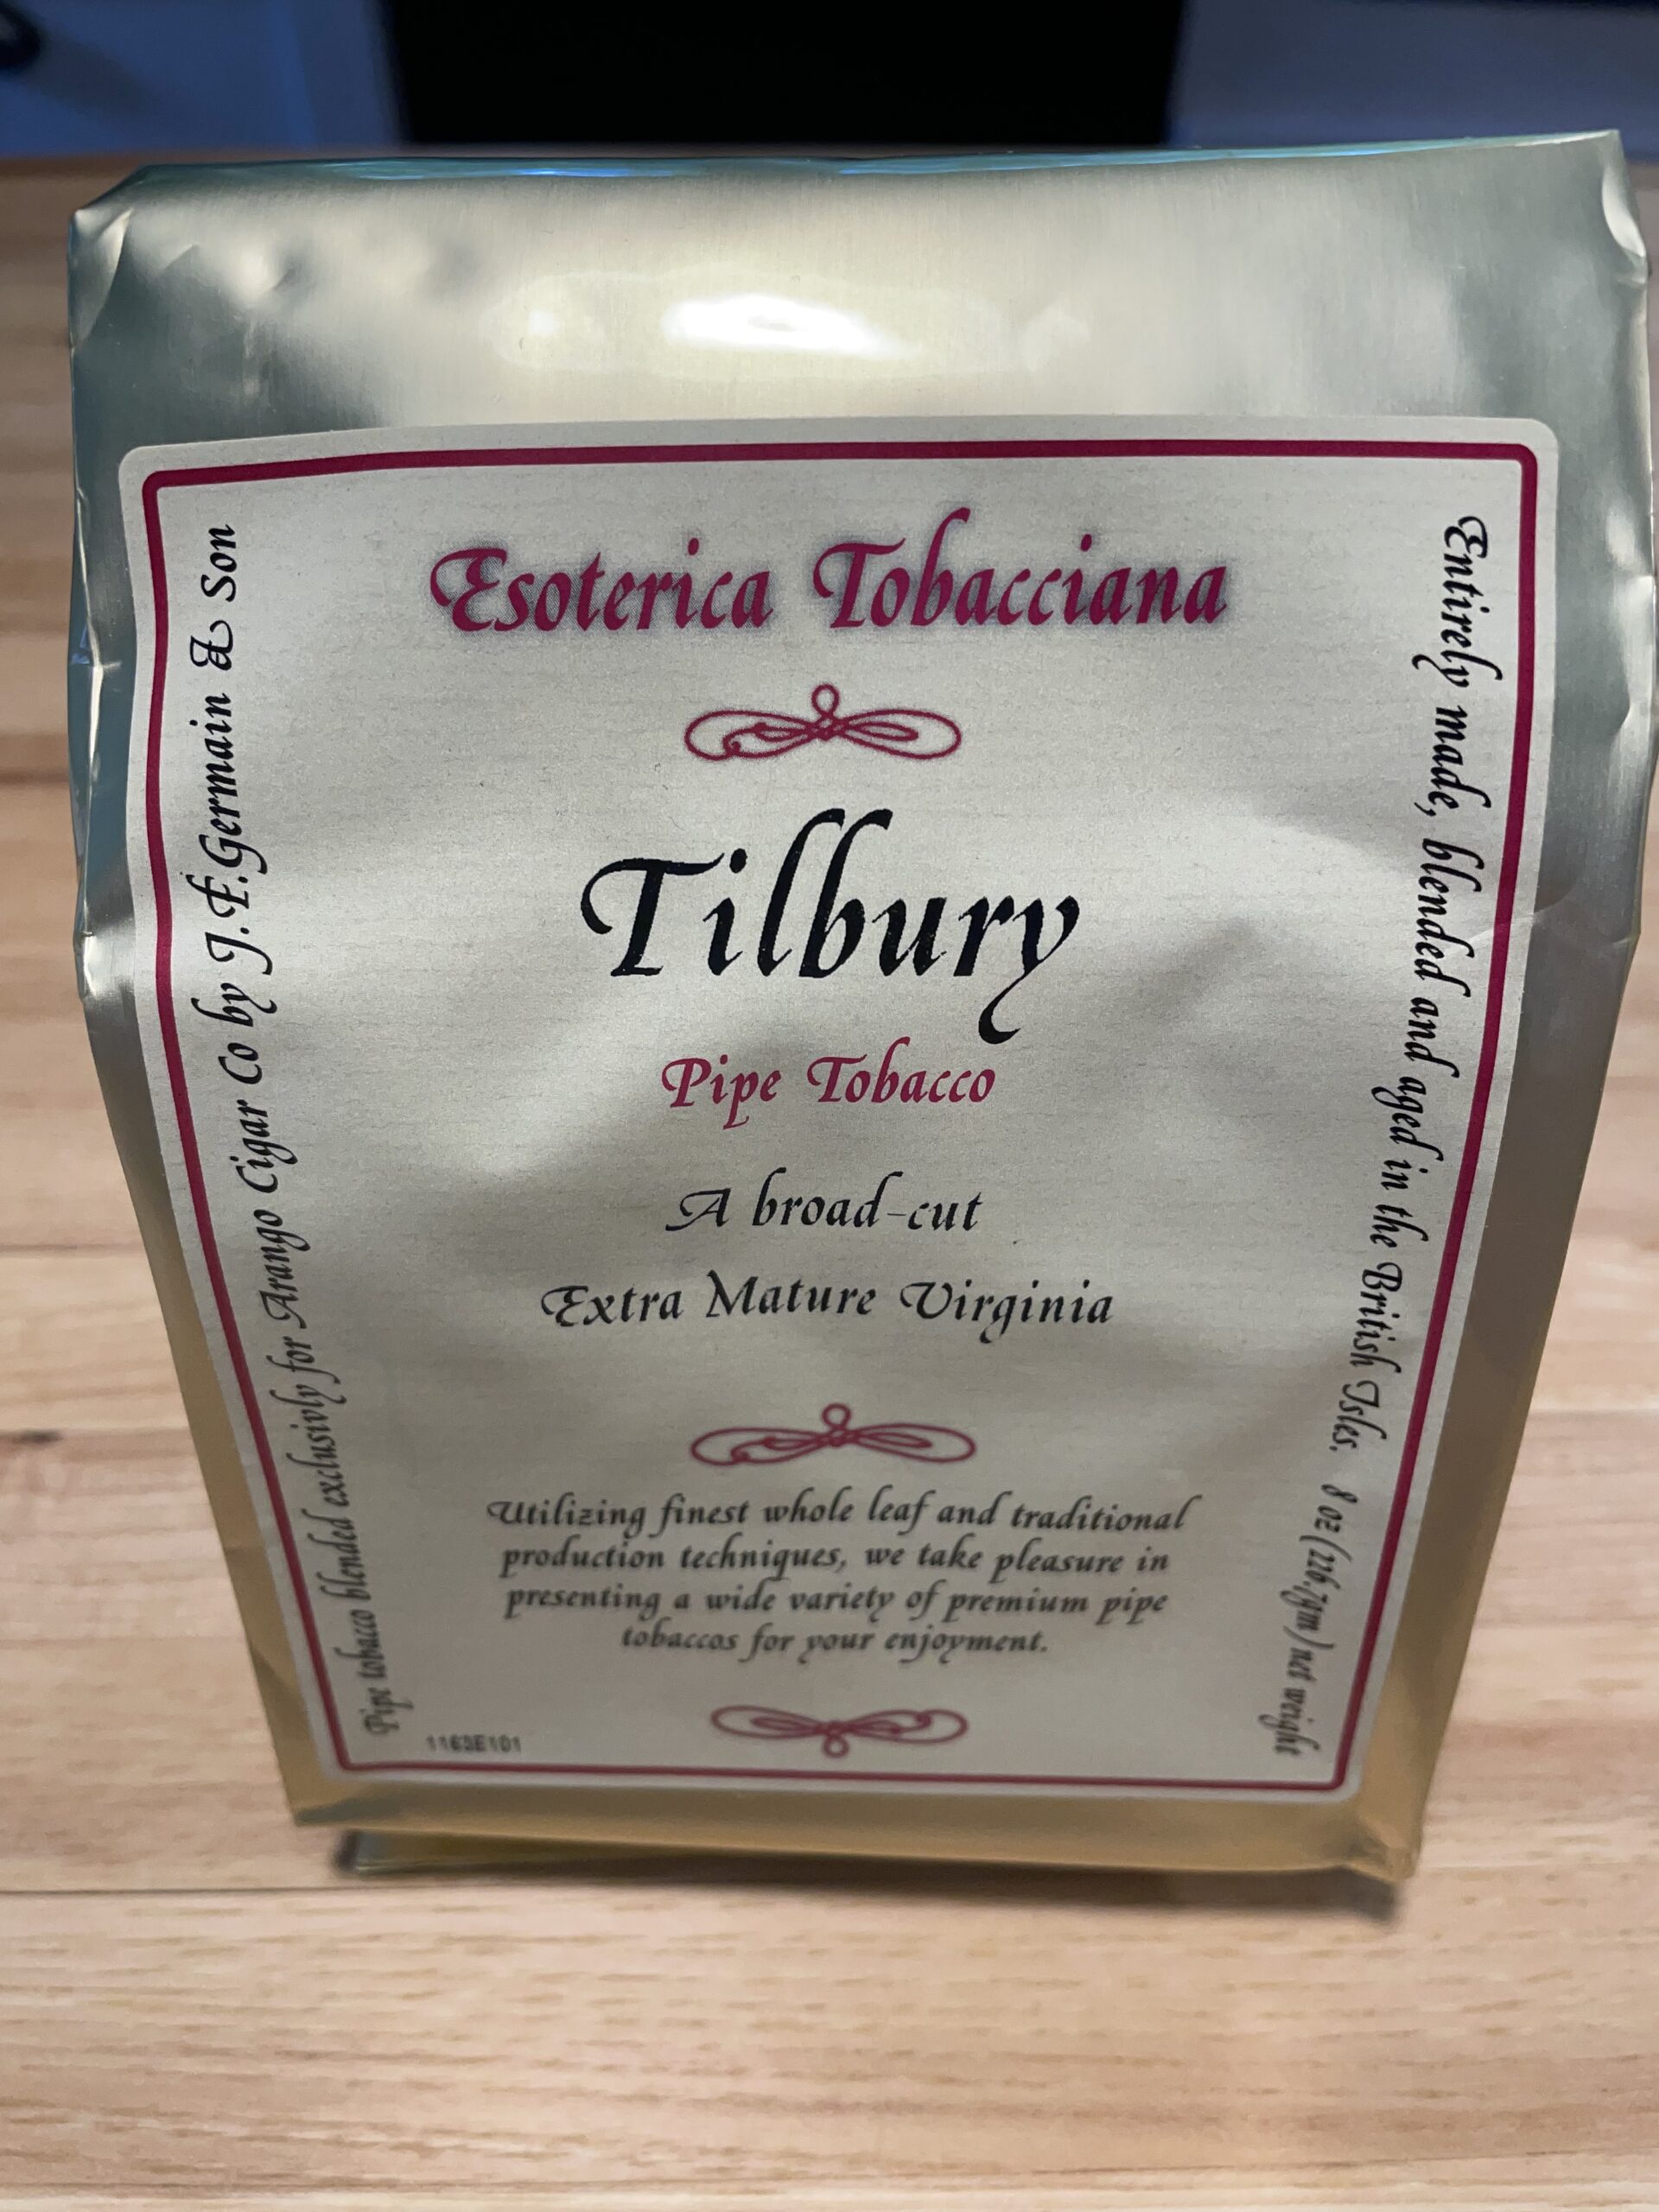 Esoterica Tobacciana
Tilbury
Pipe Tobacco
A broad-cut
Extra Mature Virginia
Utilizing finest whole leaf and traditional
production techniques, we take pleasure in
presenting a wide variety of premium pipe
tobaccos for your enjoyment.
1163E101
Pipe tobacco blended exclusivly for Arango Cigar Co by J.F.Germain & Son
Entirely made, blended and aged in the British Isles. 8 oz (226.7gm) net weight